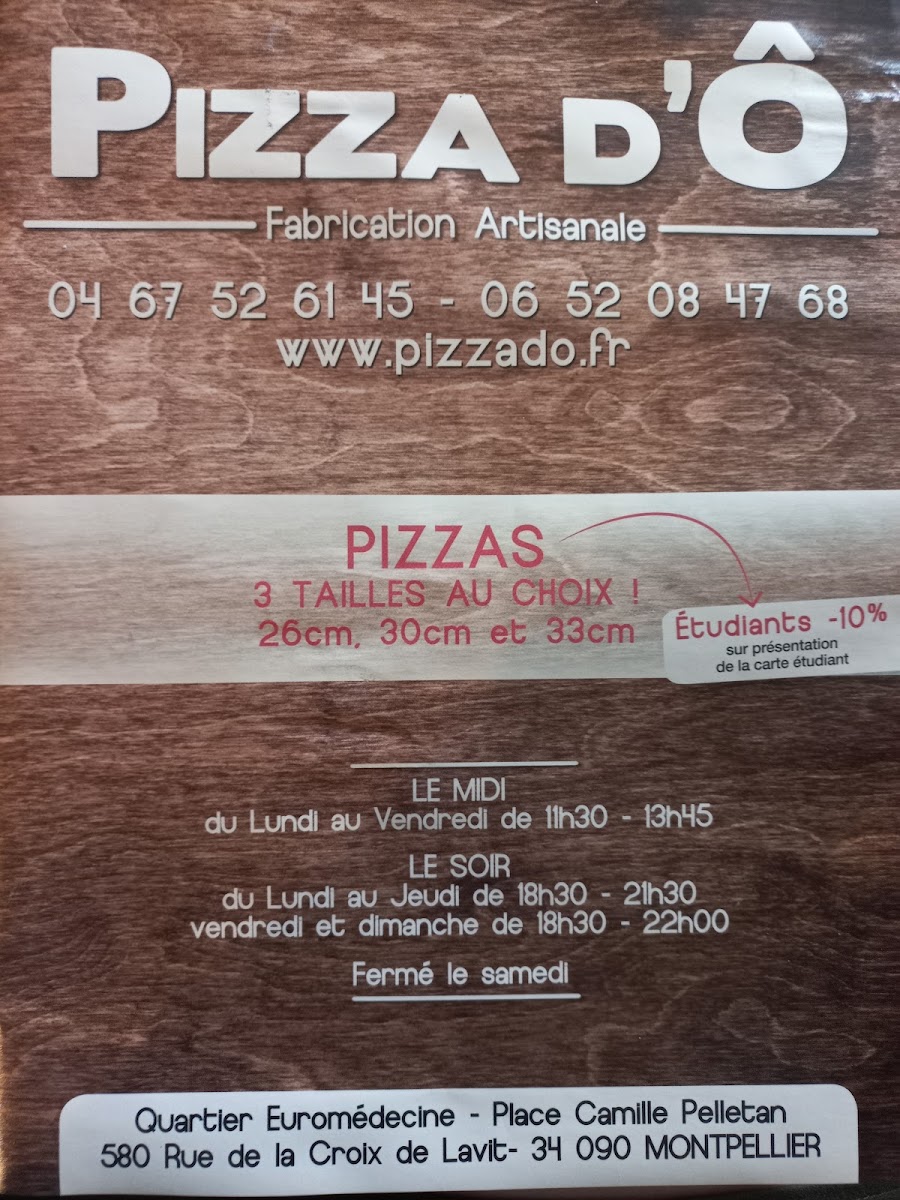 PIZZA D'Ô
Fabrication Artisanale
04 67 52 61 45 - 06 52 08 47 68
www.pizzado.fr
PIZZAS
3 TAILLES AU CHOIX !
26cm, 30cm et 33cm
Étudiants -10%
sur présentation
de la carte étudiant
LE MIDI
du Lundi au Vendredi de 11h30 - 13h45
LE SOIR
du Lundi au Jeudi de 18h30 - 21h30
vendredi et dimanche de 18h30 - 22h00
Fermé le samedi
Quartier Euromédecine - Place Camille Pelletan
580 Rue de la Croix de Lavit- 34 090 MONTPELLIER